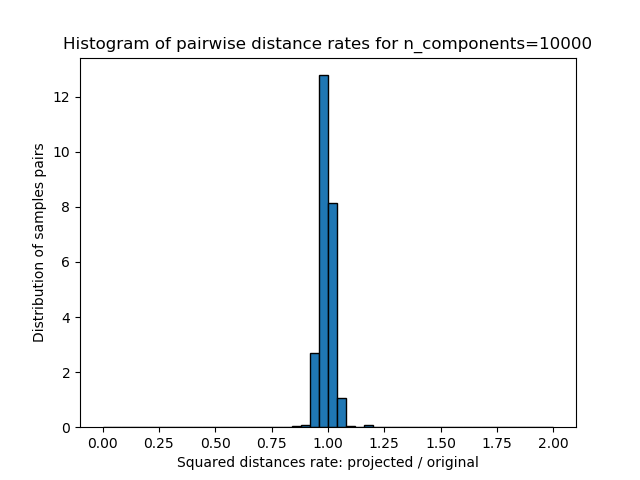 Histogram of pairwise distance rates for n_components=10000
Distribution of samples pairs
12
10
8
6
4
2
0
0.00 0.25 0.50 0.75 1.00 1.25 1.50 1.75 2.00
Squared distances rate: projected / original